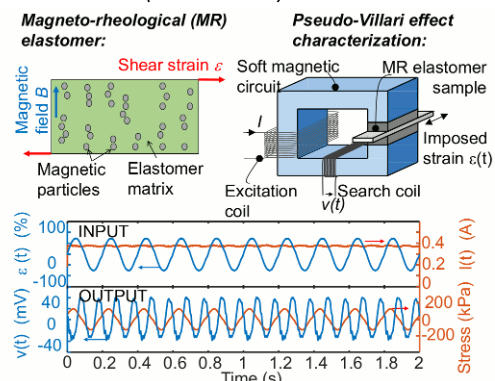 Magneto-rheological (MR)
elastomer:
Shear strain ε
Magnetic
field B
Magnetic
particles
Elastomer
matrix
Pseudo-Villari effect
characterization:
Soft magnetic
circuit
MR elastomer
sample
I
Imposed
strain ε(t)
Excitation
coil
Search coil
v(t)
INPUT
ε (t) (%)
100
0
-100
0.4
0.2
0
I(t) (A)
OUTPUT
v(t) (mV)
40
0
-40
200
0
-200
Stress (kPa)
0 0.2 0.4 0.6 0.8 1 1.2 1.4 1.6 1.8 2
Time (s)